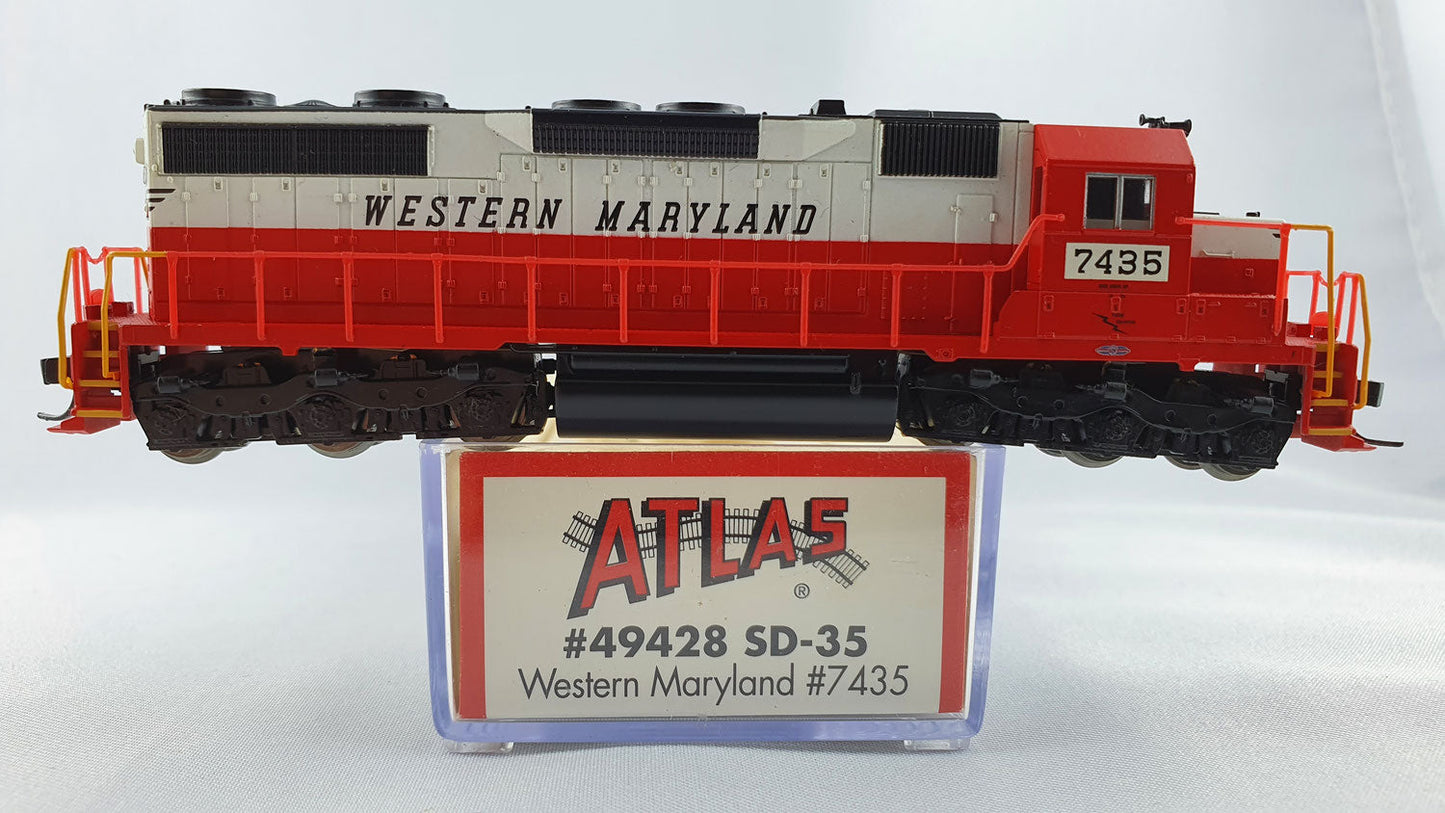 WESTERN MARYLAND
7435
ATLAS
®
#49428 SD-35
Western Maryland #7435